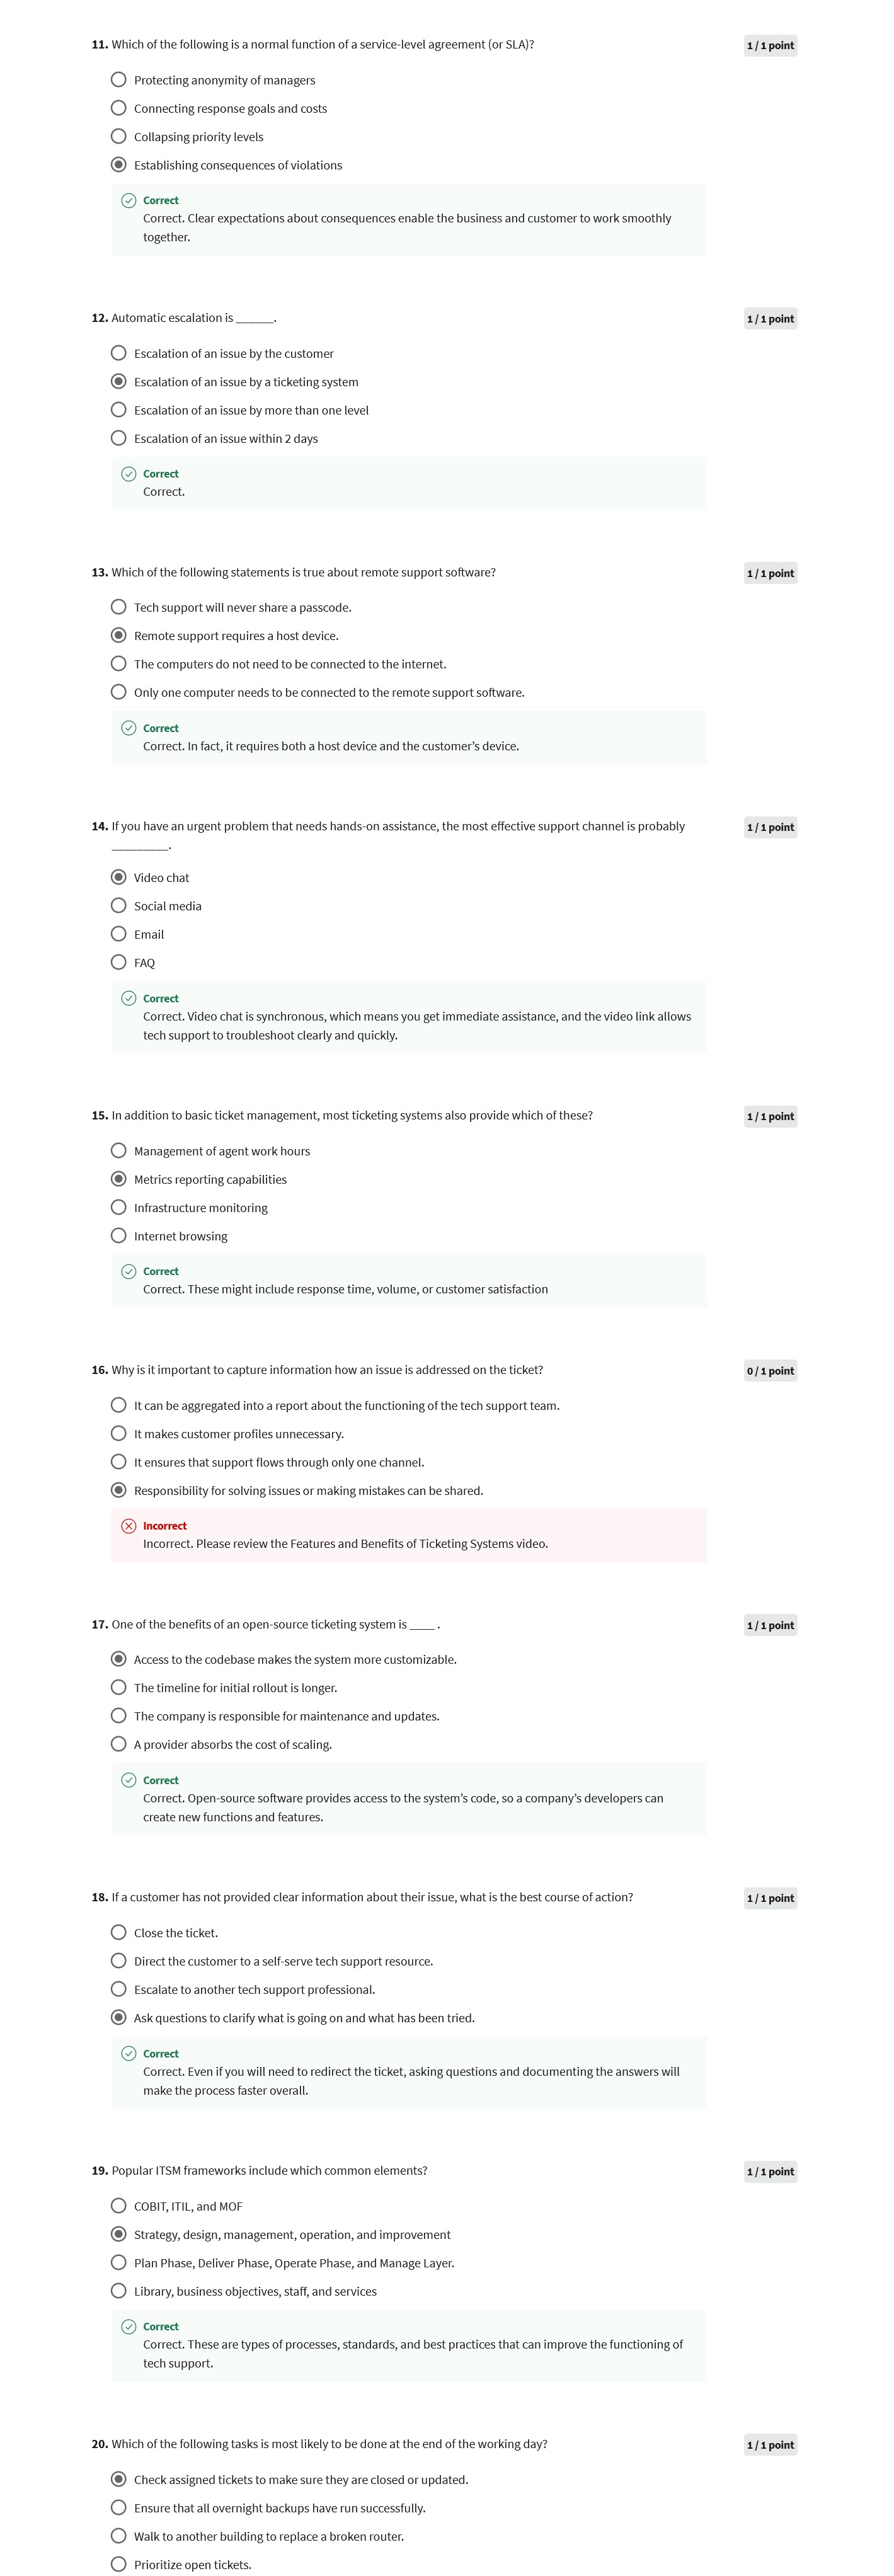 11. Which of the following is a normal function of a service-level agreement (or SLA)?
1 / 1 point
Protecting anonymity of managers
Connecting response goals and costs
Collapsing priority levels
Establishing consequences of violations
Correct
Correct. Clear expectations about consequences enable the business and customer to work smoothly
together.
12. Automatic escalation is ______.
1 / 1 point
Escalation of an issue by the customer
Escalation of an issue by a ticketing system
Escalation of an issue by more than one level
Escalation of an issue within 2 days
Correct
Correct.
13. Which of the following statements is true about remote support software?
1 / 1 point
Tech support will never share a passcode.
Remote support requires a host device.
The computers do not need to be connected to the internet.
Only one computer needs to be connected to the remote support software.
Correct
Correct. In fact, it requires both a host device and the customer’s device.
14. If you have an urgent problem that needs hands-on assistance, the most effective support channel is probably
_________.
1 / 1 point
Video chat
Social media
Email
FAQ
Correct
Correct. Video chat is synchronous, which means you get immediate assistance, and the video link allows
tech support to troubleshoot clearly and quickly.
15. In addition to basic ticket management, most ticketing systems also provide which of these?
1 / 1 point
Management of agent work hours
Metrics reporting capabilities
Infrastructure monitoring
Internet browsing
Correct
Correct. These might include response time, volume, or customer satisfaction
16. Why is it important to capture information how an issue is addressed on the ticket?
0 / 1 point
It can be aggregated into a report about the functioning of the tech support team.
It makes customer profiles unnecessary.
It ensures that support flows through only one channel.
Responsibility for solving issues or making mistakes can be shared.
Incorrect
Incorrect. Please review the Features and Benefits of Ticketing Systems video.
17. One of the benefits of an open-source ticketing system is ____ .
1 / 1 point
Access to the codebase makes the system more customizable.
The timeline for initial rollout is longer.
The company is responsible for maintenance and updates.
A provider absorbs the cost of scaling.
Correct
Correct. Open-source software provides access to the system’s code, so a company’s developers can
create new functions and features.
18. If a customer has not provided clear information about their issue, what is the best course of action?
1 / 1 point
Close the ticket.
Direct the customer to a self-serve tech support resource.
Escalate to another tech support professional.
Ask questions to clarify what is going on and what has been tried.
Correct
Correct. Even if you will need to redirect the ticket, asking questions and documenting the answers will
make the process faster overall.
19. Popular ITSM frameworks include which common elements?
1 / 1 point
COBIT, ITIL, and MOF
Strategy, design, management, operation, and improvement
Plan Phase, Deliver Phase, Operate Phase, and Manage Layer.
Library, business objectives, staff, and services
Correct
Correct. These are types of processes, standards, and best practices that can improve the functioning of
tech support.
20. Which of the following tasks is most likely to be done at the end of the working day?
1 / 1 point
Check assigned tickets to make sure they are closed or updated.
Ensure that all overnight backups have run successfully.
Walk to another building to replace a broken router.
Prioritize open tickets.